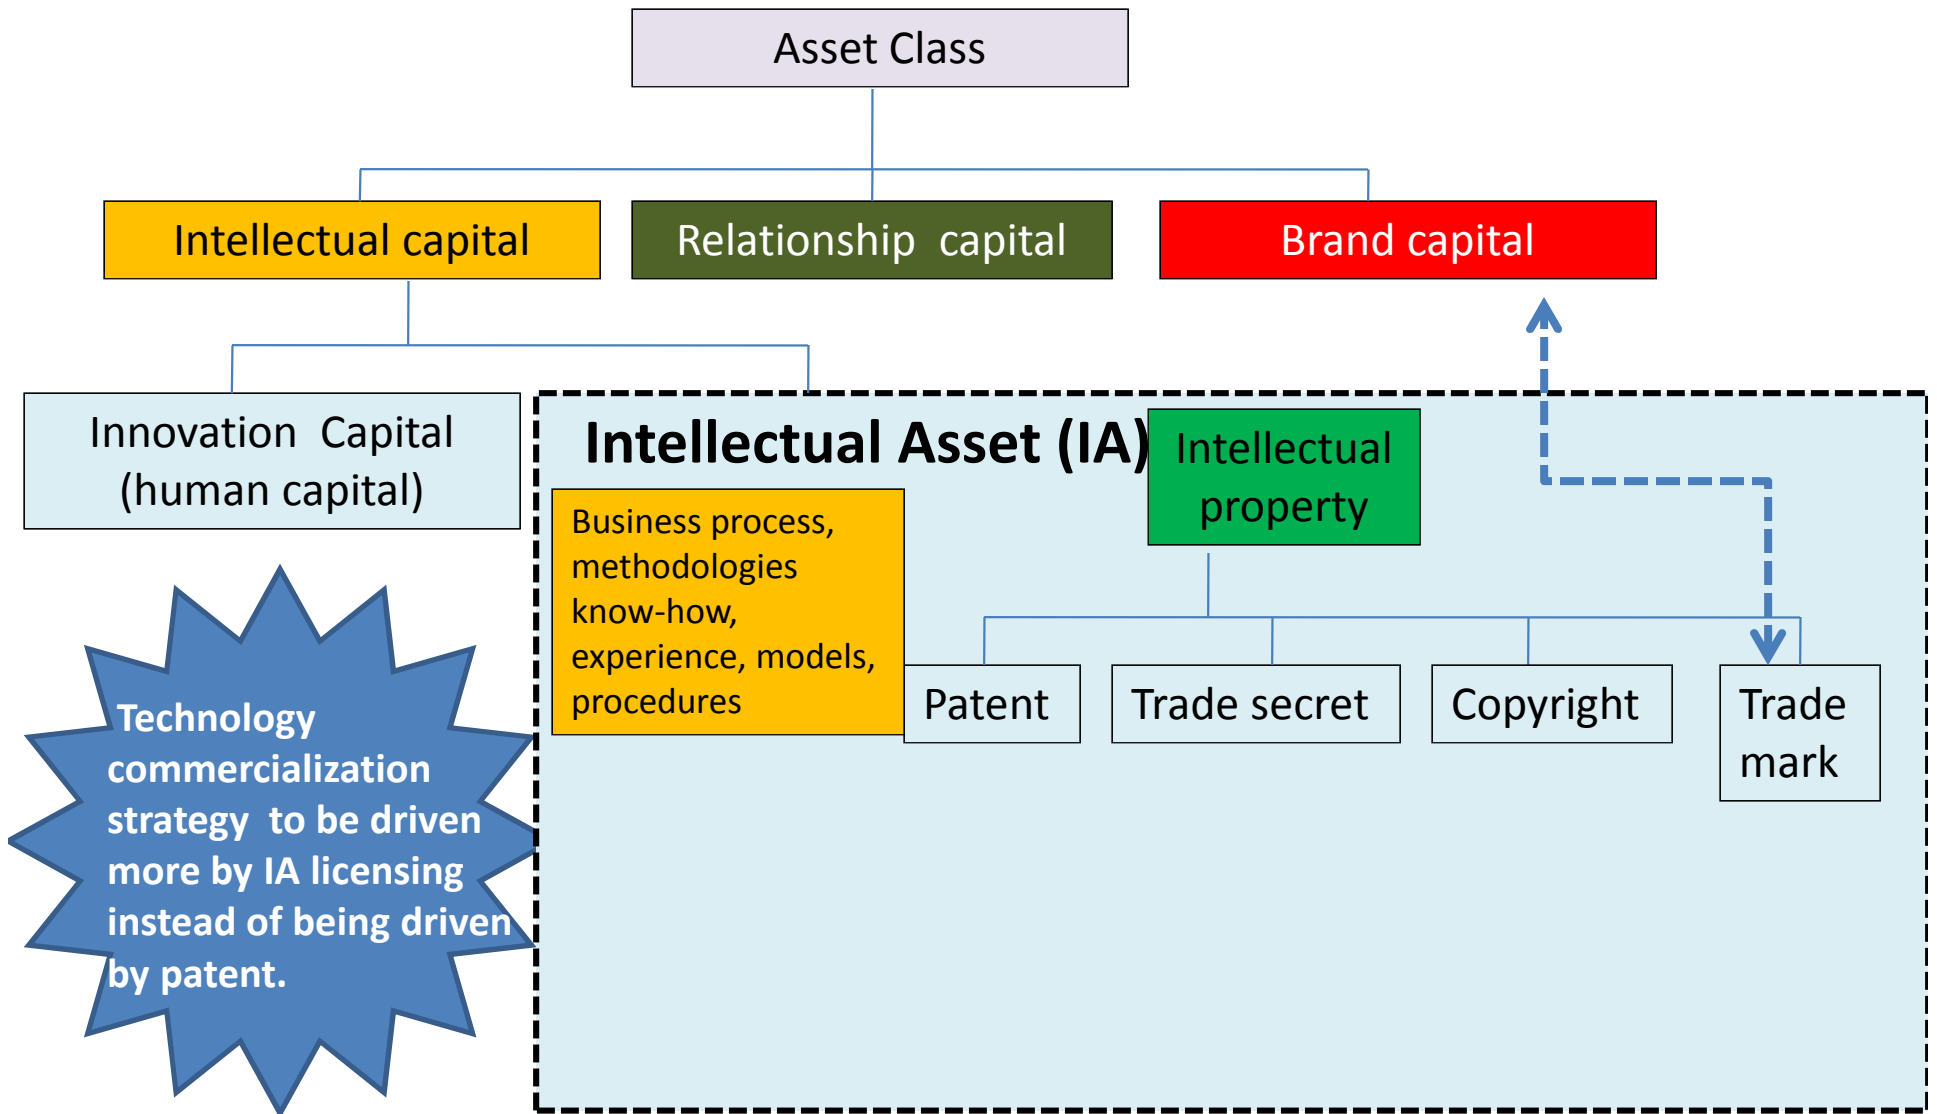 Asset Class
Intellectual capital
Relationship capital
Brand capital
Innovation Capital
(human capital)
Intellectual Asset (IA)
Intellectual
property
Business process,
methodologies
know-how,
experience, models,
procedures
Patent
Trade secret
Copyright
Trade
mark
Technology
commercialization
strategy to be driven
more by IA licensing
instead of being driven
by patent.